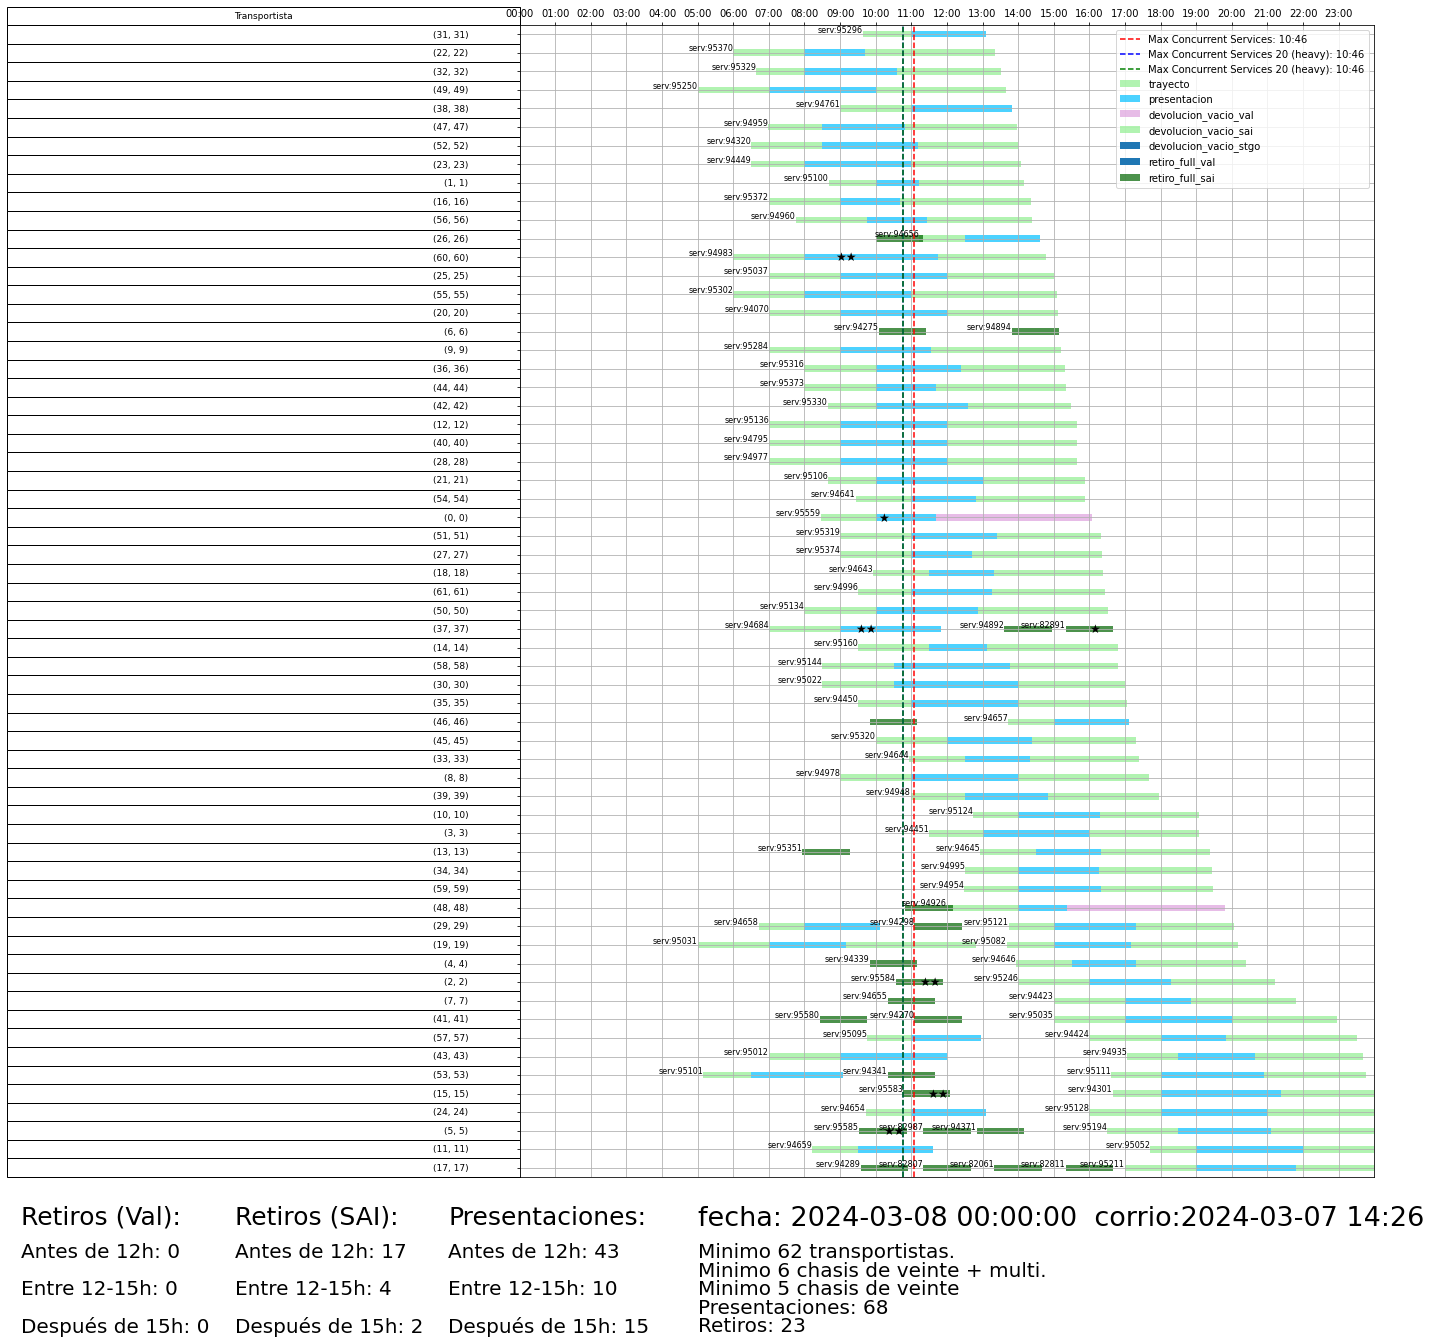 Transportista 00:00 01:00 02:00 03:00 04:00 05:00 06:00 07:00 08:00 09:00 10:00 11:00 12:00 13:00 14:00 15:00 16:00 17:00 18:00 19:00 20:00 21:00 22:00 23:00
(31, 31) serv:95296
(22, 22) serv:95370
(32, 32) serv:95329
(49, 49) serv:95250
(38, 38) serv:94761
(47, 47) serv:94959
(52, 52) serv:94320
(23, 23) serv:94449
(1, 1) serv:95100
(16, 16) serv:95372
(56, 56) serv:94960
(26, 26) serv:94656
(60, 60) serv:94983
(25, 25) serv:95037
(55, 55) serv:95302
(20, 20) serv:94070
(6, 6) serv:94275 serv:94894
(9, 9) serv:95284
(36, 36) serv:95316
(44, 44) serv:95373
(42, 42) serv:95330
(12, 12) serv:95136
(40, 40) serv:94795
(28, 28) serv:94977
(21, 21) serv:95106
(54, 54) serv:94641
(0, 0) serv:95559
(51, 51) serv:95319
(27, 27) serv:95374
(18, 18) serv:94643
(61, 61) serv:94996
(50, 50) serv:95134
(37, 37) serv:94684 serv:94892 serv:82891
(14, 14) serv:95160
(58, 58) serv:95144
(30, 30) serv:95022
(35, 35) serv:94450
(46, 46) serv:94657
(45, 45) serv:95320
(33, 33) serv:94644
(8, 8) serv:94978
(39, 39) serv:94948
(10, 10) serv:95124
(3, 3) serv:94451
(13, 13) serv:95351 serv:94645
(34, 34) serv:94995
(59, 59) serv:94954
(48, 48) serv:94926
(29, 29) serv:94658 serv:94298 serv:95121
(19, 19) serv:95031 serv:95082
(4, 4) serv:94339 serv:94646
(2, 2) serv:95584 serv:95246
(7, 7) serv:94655 serv:94423
(41, 41) serv:95580 serv:94270 serv:95035
(57, 57) serv:95095 serv:94424
(43, 43) serv:95012 serv:94935
(53, 53) serv:95101 serv:94341 serv:95111
(15, 15) serv:95583 serv:94301
(24, 24) serv:94654 serv:95128
(5, 5) serv:95585 serv:82987 serv:94371 serv:95194
(11, 11) serv:94659 serv:95052
(17, 17) serv:94289 serv:82807 serv:82061 serv:82811 serv:95211
Max Concurrent Services: 10:46
Max Concurrent Services 20 (heavy): 10:46
Max Concurrent Services 20 (heavy): 10:46
trayecto
presentacion
devolucion_vacio_val
devolucion_vacio_sai
devolucion_vacio_stgo
retiro_full_val
retiro_full_sai
Retiros (Val):
Antes de 12h: 0
Entre 12-15h: 0
Después de 15h: 0
Retiros (SAI):
Antes de 12h: 17
Entre 12-15h: 4
Después de 15h: 2
Presentaciones:
Antes de 12h: 43
Entre 12-15h: 10
Después de 15h: 15
fecha: 2024-03-08 00:00:00 corrio:2024-03-07 14:26
Minimo 62 transportistas.
Minimo 6 chasis de veinte + multi.
Minimo 5 chasis de veinte
Presentaciones: 68
Retiros: 23